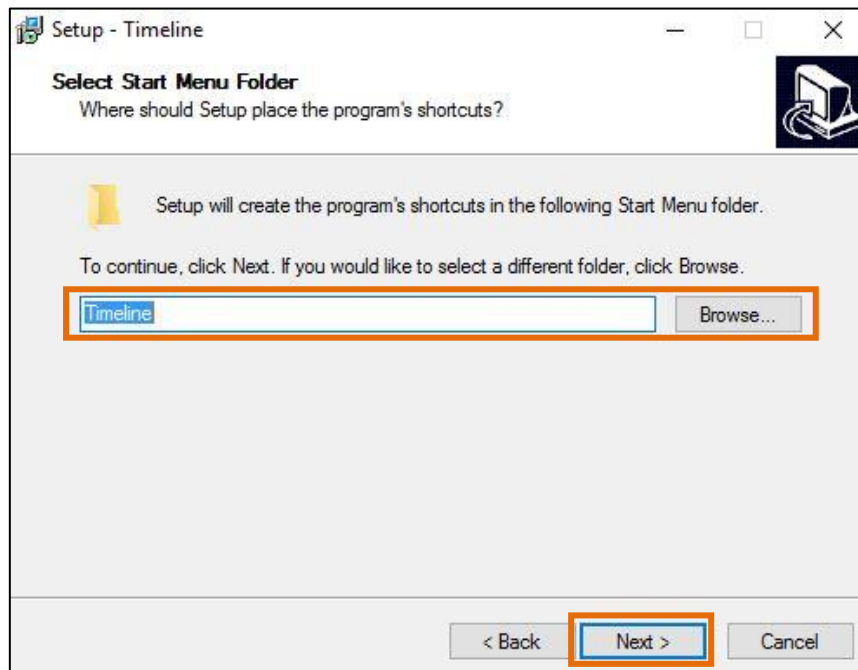 Setup - Timeline
Select Start Menu Folder
Where should Setup place the program's shortcuts?
Setup will create the program's shortcuts in the following Start Menu folder.
To continue, click Next. If you would like to select a different folder, click Browse.
Timeline
Browse...
< Back
Next >
Cancel